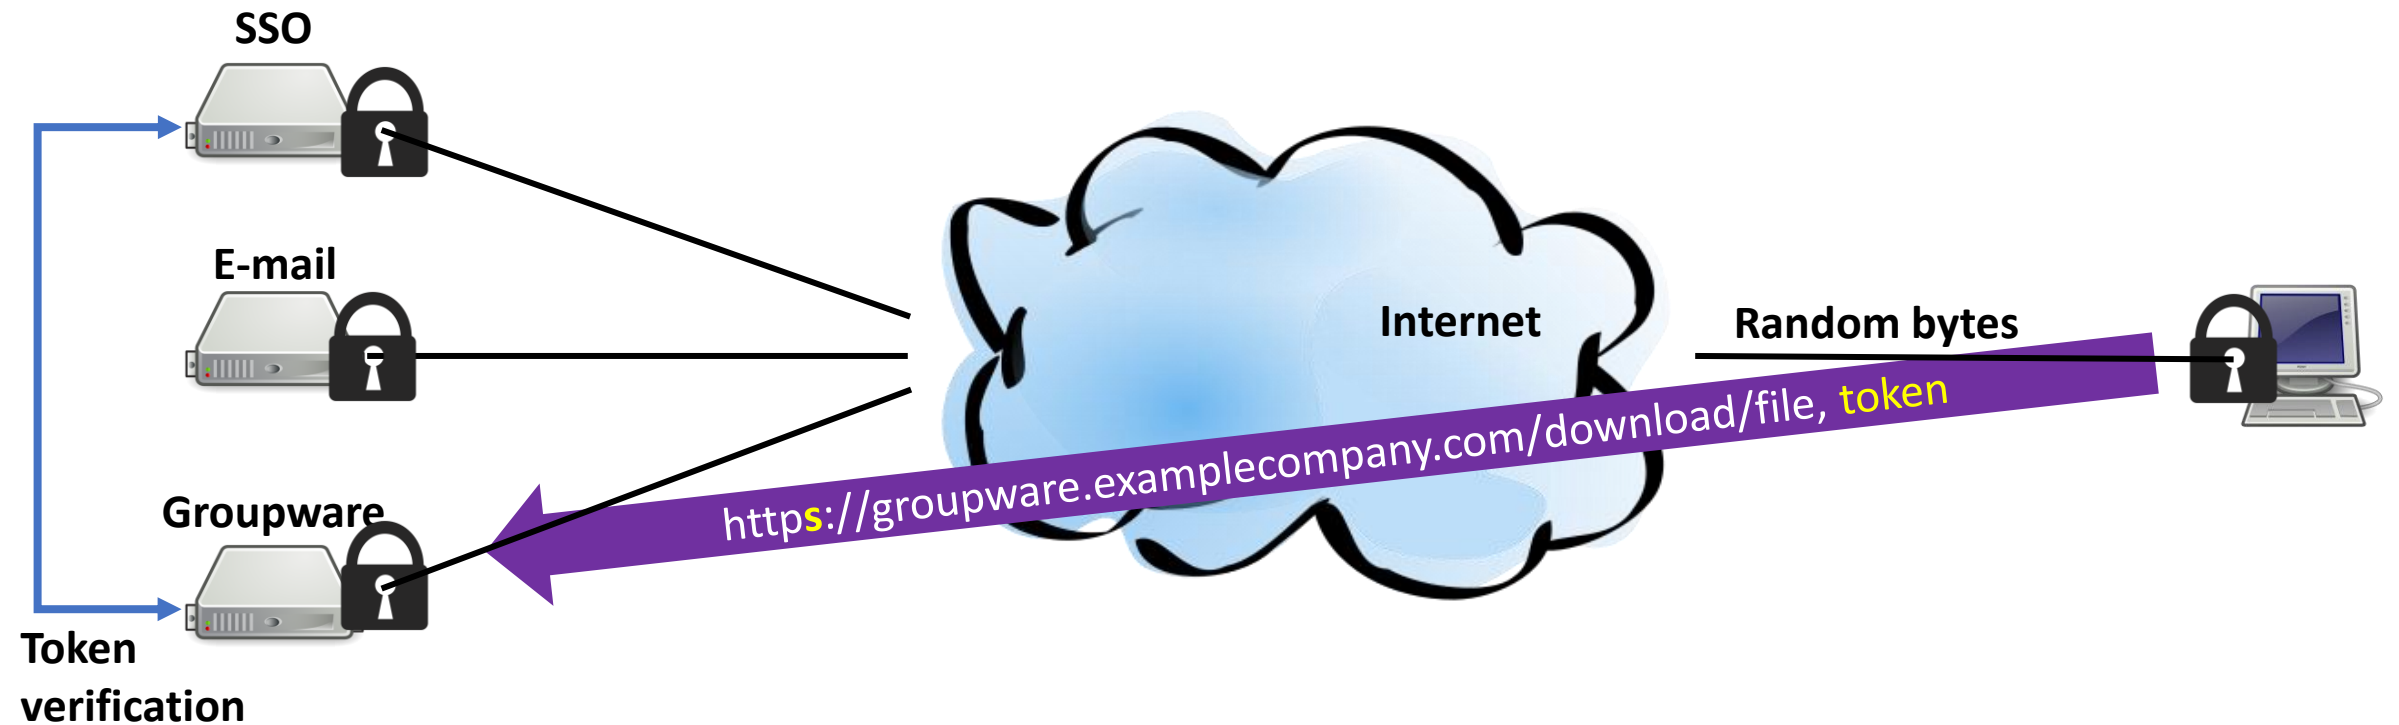 SSO
E-mail
Internet
Random bytes
https://groupware.examplecompany.com/download/file, token
Groupware
Token
verification